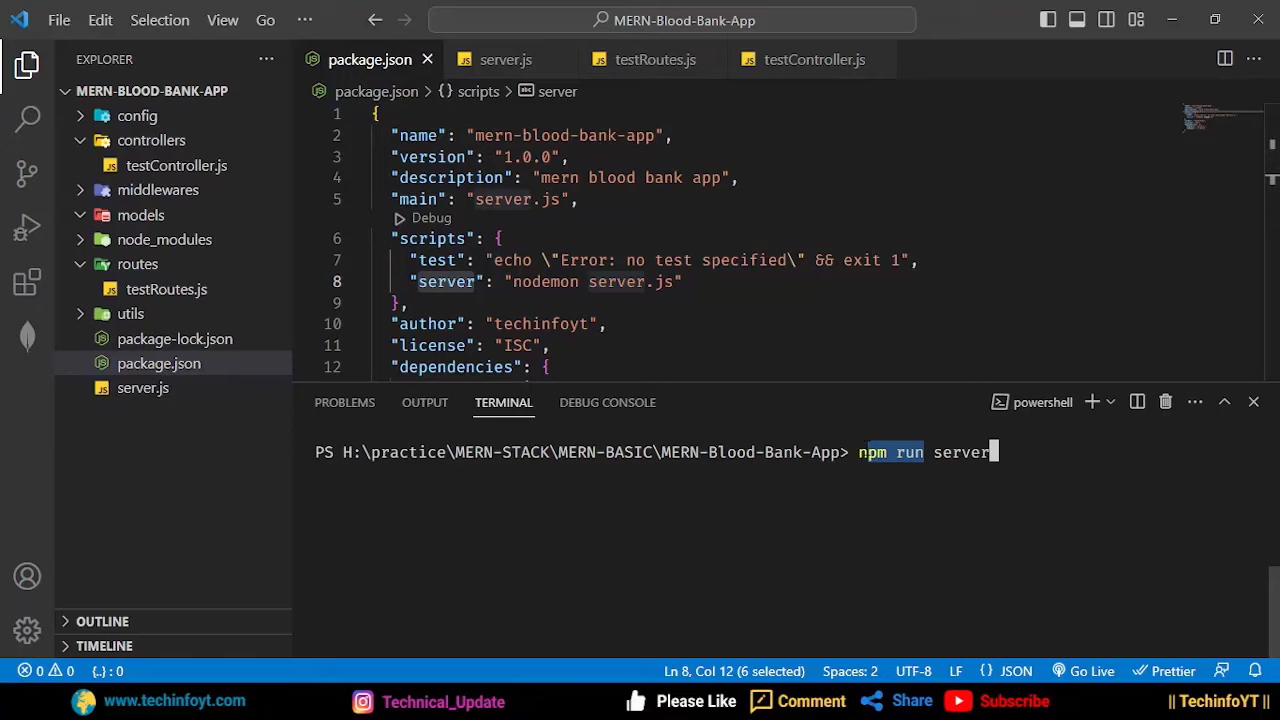 File Edit Selection View Go ··· MERN-Blood-Bank-App
EXPLORER ···
MERN-BLOOD-BANK-APP
config
controllers
testController.js
middlewares
models
node_modules
routes
testRoutes.js
utils
package-lock.json
package.json
server.js
OUTLINE
TIMELINE
package.json server.js testRoutes.js testController.js
package.json > {} scripts > abc server
1 {
2 "name": "mern-blood-bank-app",
3 "version": "1.0.0",
4 "description": "mern blood bank app",
5 "main": "server.js",
Debug
6 "scripts": {
7 "test": "echo \"Error: no test specified\" && exit 1",
8 "server": "nodemon server.js"
9 },
10 "author": "techinfoyt",
11 "license": "ISC",
12 "dependencies": {
PROBLEMS OUTPUT TERMINAL DEBUG CONSOLE powershell
PS H:\practice\MERN-STACK\MERN-BASIC\MERN-Blood-Bank-App> npm run server
0 0 {..} : 0 Ln 8, Col 12 (6 selected) Spaces: 2 UTF-8 LF {} JSON Go Live Prettier
www.techinfoyt.com Technical_Update Please Like Comment Share Subscribe || TechinfoYT ||